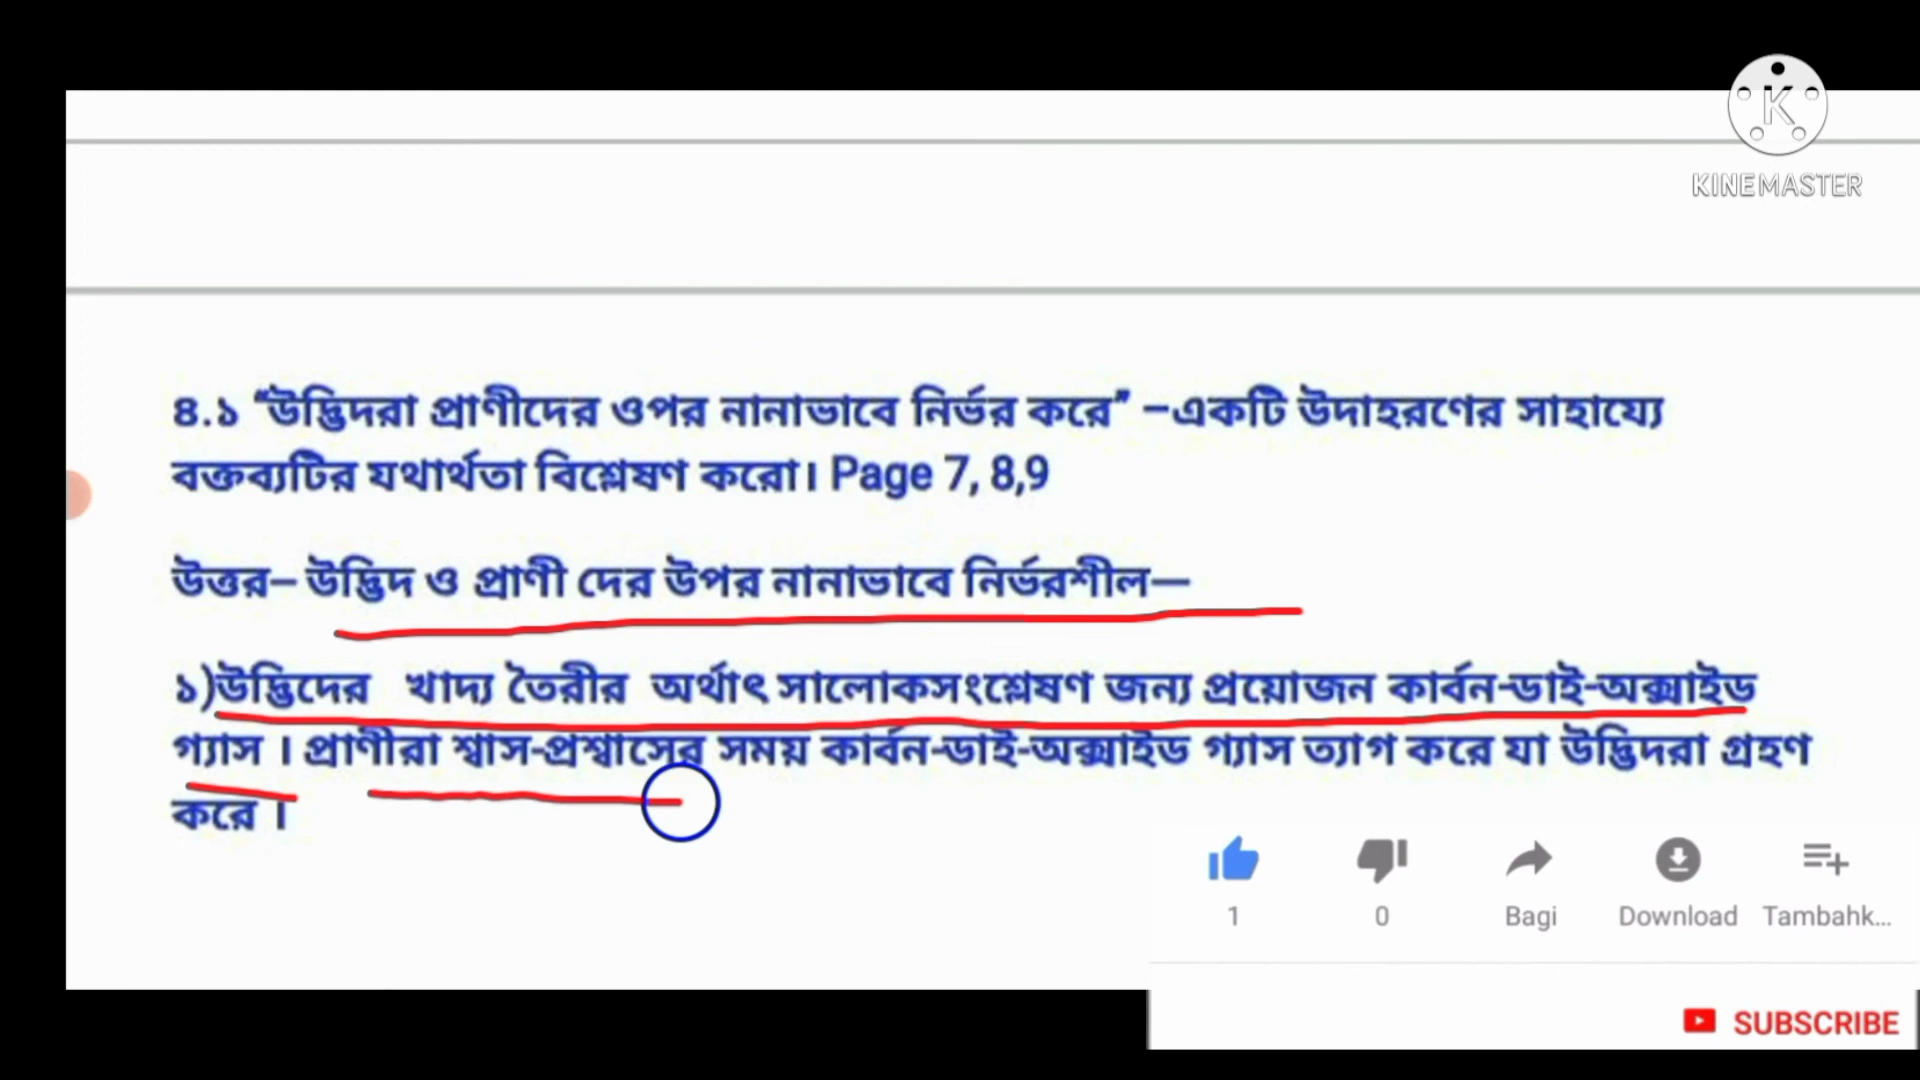 KINEMASTER
৪.১ “উদ্ভিদরা প্রাণীদের ওপর নানাভাবে নির্ভর করে” –একটি উদাহরণের সাহায্যে
বক্তব্যটির যথার্থতা বিশ্লেষণ করো। Page 7, 8,9
উত্তর– উদ্ভিদ ও প্রাণী দের উপর নানাভাবে নির্ভরশীল—
১)উদ্ভিদের খাদ্য তৈরীর অর্থাৎ সালোকসংশ্লেষণ জন্য প্রয়োজন কার্বন-ডাই-অক্সাইড
গ্যাস । প্রাণীরা শ্বাস-প্রশ্বাসের সময় কার্বন-ডাই-অক্সাইড গ্যাস ত্যাগ করে যা উদ্ভিদরা গ্রহণ
করে ।
1 0 Bagi Download Tambahk...
SUBSCRIBE